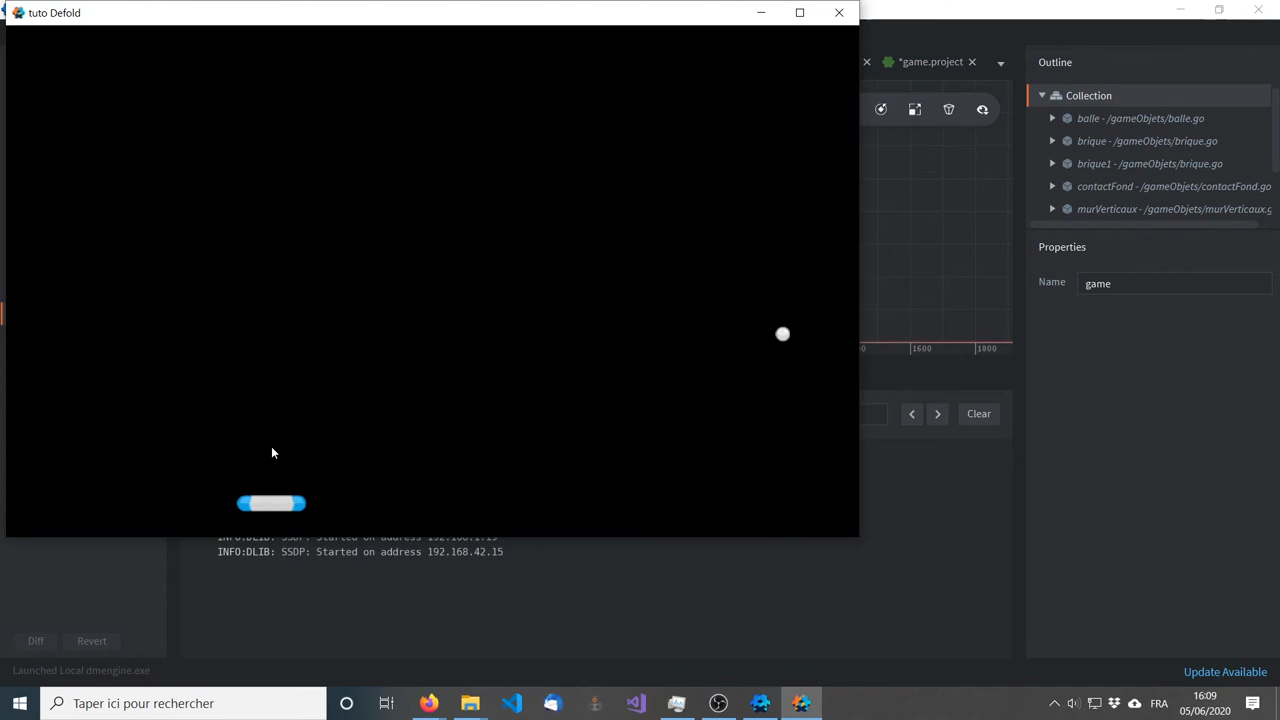 tuto Defold
*game.project
Outline
Collection
balle - /gameObjets/balle.go
brique - /gameObjets/brique.go
brique1 - /gameObjets/brique.go
contactFond - /gameObjets/contactFond.go
murVerticaux - /gameObjets/murVerticaux.g
Properties
Name game
1600 1800
Clear
INFO:DLIB: SSDP: Started on address 192.168.42.15
Diff Revert
Launched Local dmengine.exe.
Update Available
Taper ici pour rechercher
FRA
16:09
05/06/2020